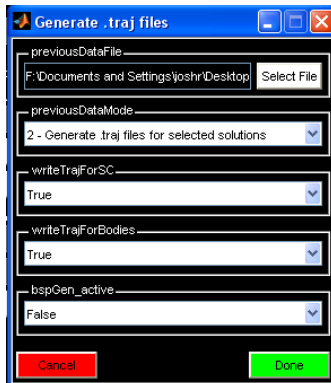 Generate .traj files
previousDataFile
F:\Documents and Settings\joshr\Desktop
Select File
previousDataMode
2 - Generate .traj files for selected solutions
writeTrajForSC
True
writeTrajForBodies
True
bspGen_active
False
Cancel
Done